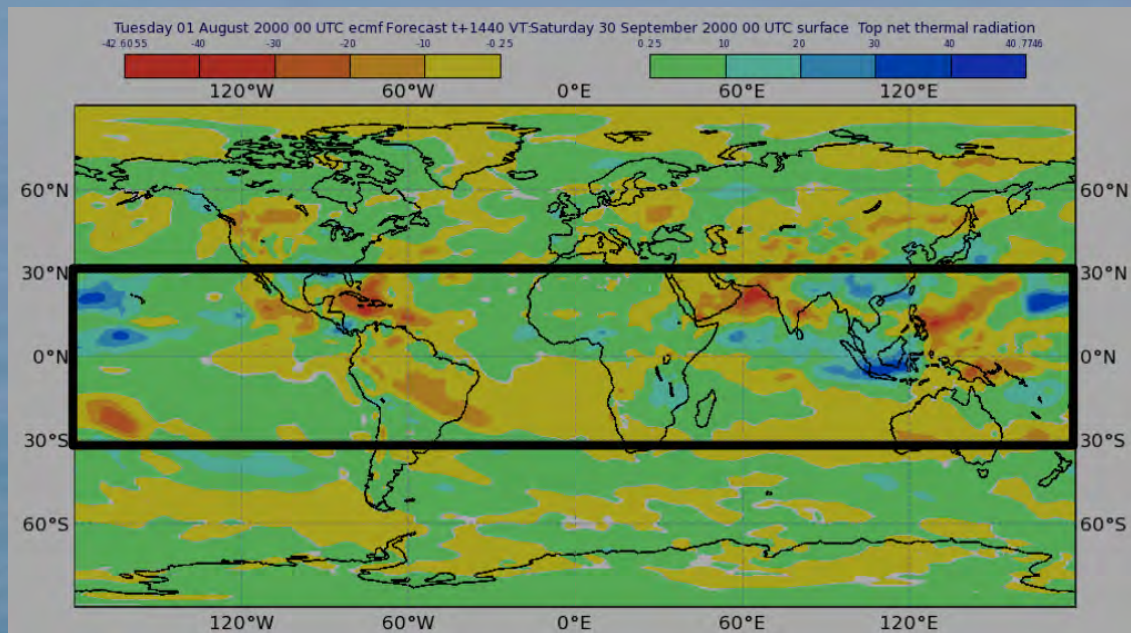 Tuesday 01 August 2000 00 UTC ecmf Forecast t+1440 VT:Saturday 30 September 2000 00 UTC surface Top net thermal radiation
-42.6055 -40 -30 -20 -10 -0.25 0.25 10 20 30 40 40.7746
120°W 60°W 0°E 60°E 120°E
60°N 60°N
30°N 30°N
0°N 0°N
30°S 30°S
60°S 60°S
120°W 60°W 0°E 60°E 120°E